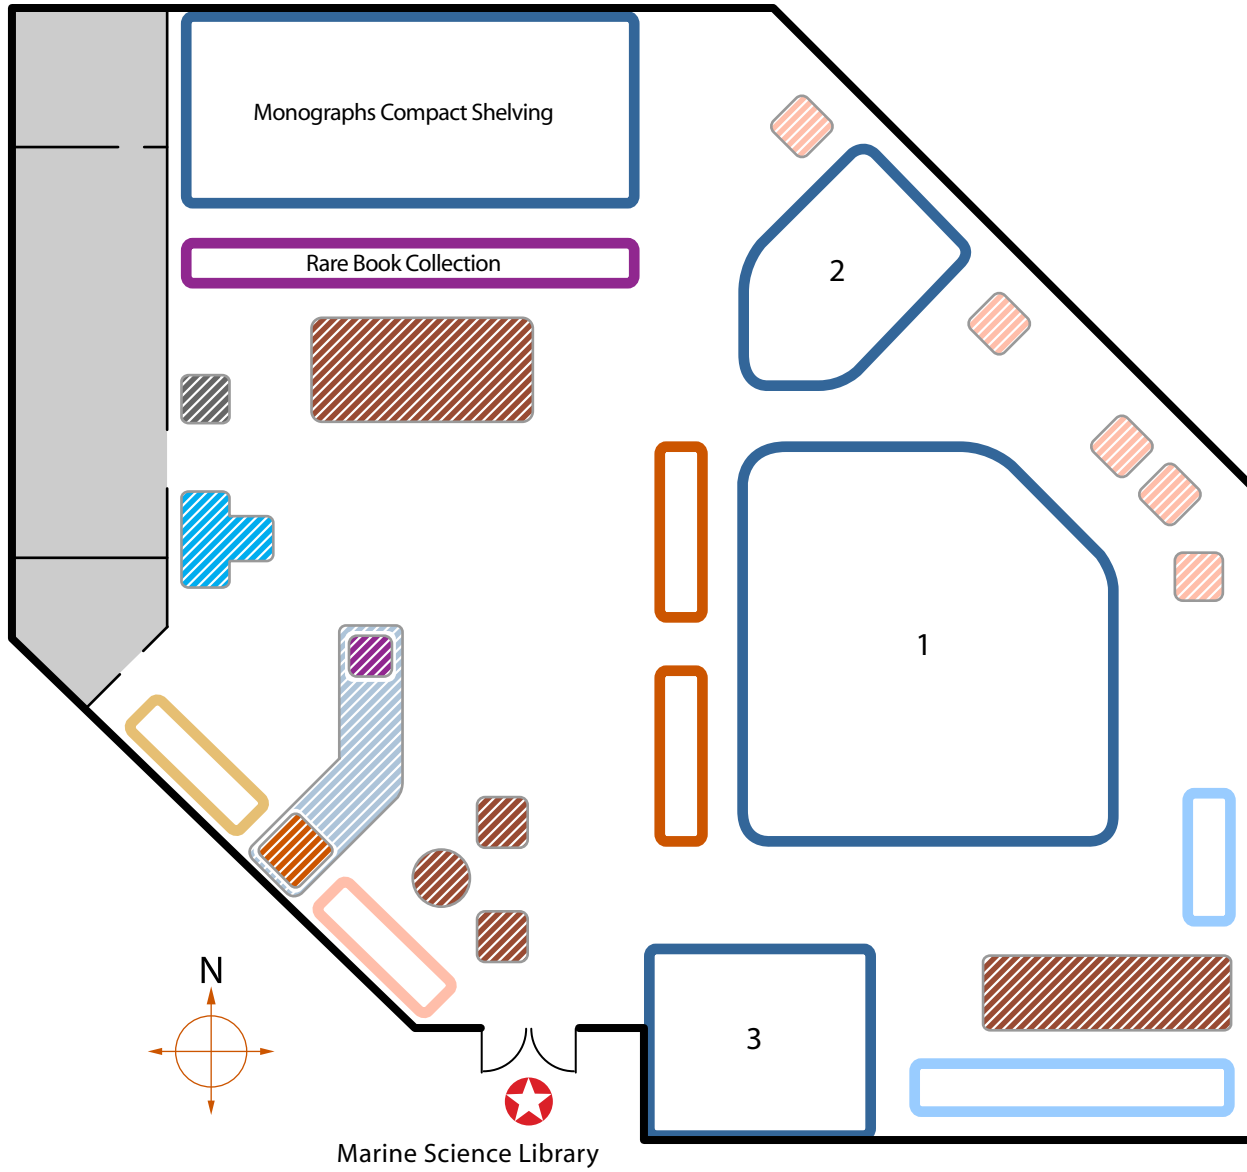 Monographs Compact Shelving
Rare Book Collection
2
1
N
3
Marine Science Library